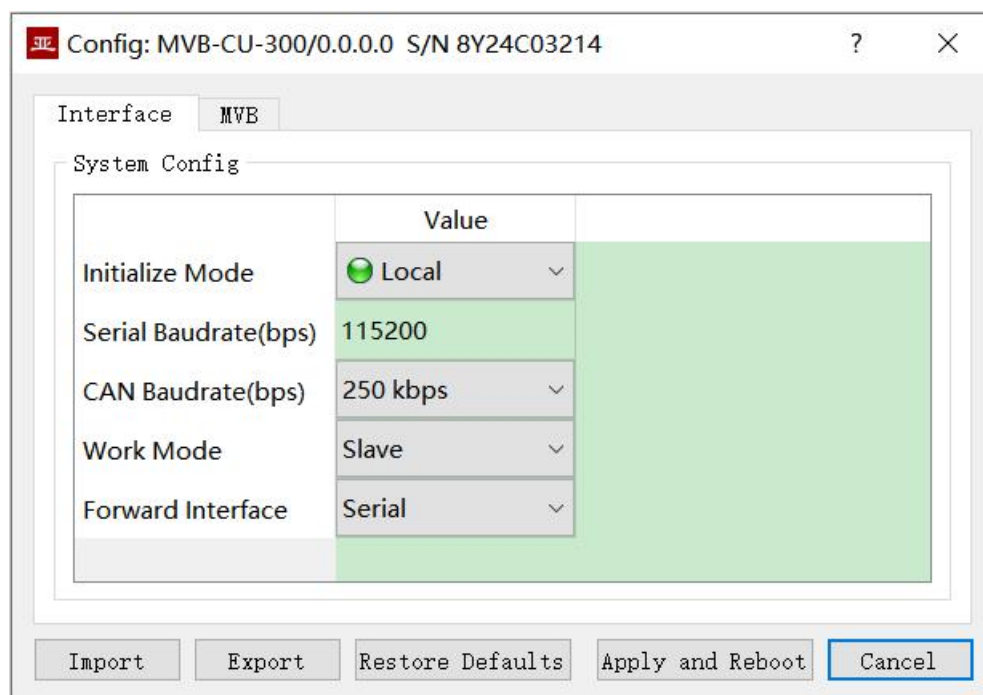 Config: MVB-CU-300/0.0.0.0 S/N 8Y24C03214 ?
Interface MVB
System Config
Value
Initialize Mode Local
Serial Baudrate(bps) 115200
CAN Baudrate(bps) 250 kbps
Work Mode Slave
Forward Interface Serial
Import Export Restore Defaults Apply and Reboot Cancel